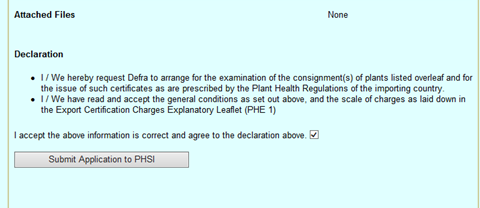 Attached Files None
Declaration
• I / We hereby request Defra to arrange for the examination of the consignment(s) of plants listed overleaf and for
the issue of such certificates as are prescribed by the Plant Health Regulations of the importing country.
• I / We have read and accept the general conditions as set out above, and the scale of charges as laid down in
the Export Certification Charges Explanatory Leaflet (PHE 1)
I accept the above information is correct and agree to the declaration above.
Submit Application to PHSI